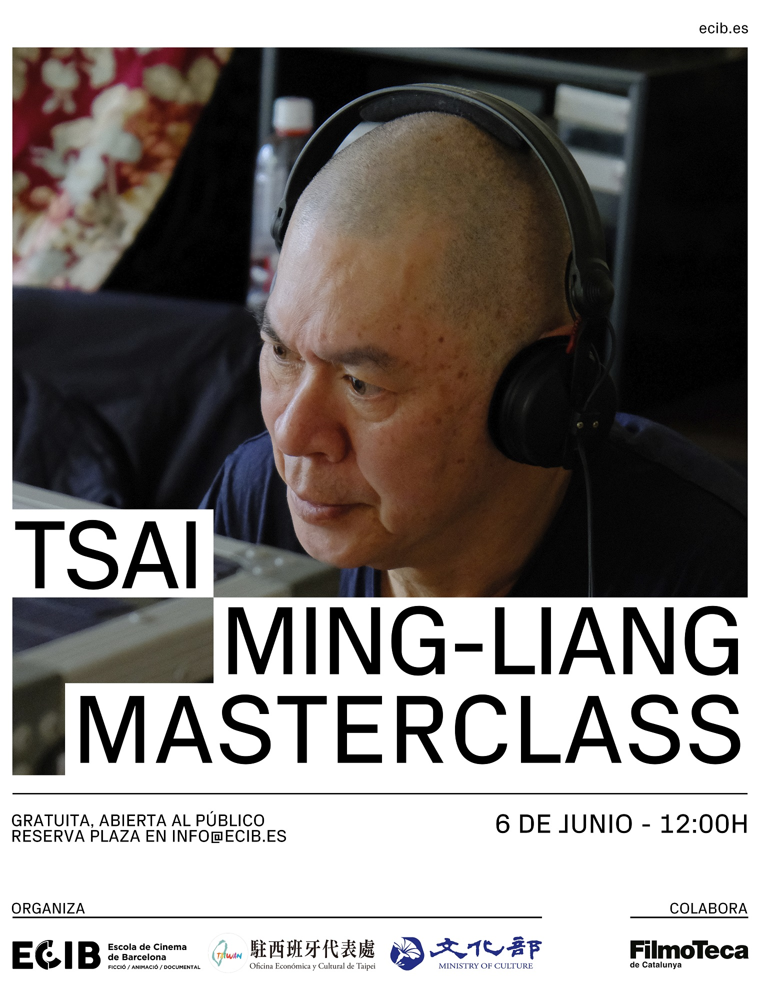 ecib.es
TSAI
MING-LIANG
MASTERCLASS
GRATUITA, ABIERTA AL PÚBLICO
RESERVA PLAZA EN INFO@ECIB.ES
6 DE JUNIO - 12:00H
ORGANIZA
COLABORA
ECIB
Escola de Cinema
de Barcelona
FICCIÓ / ANIMACIÓ / DOCUMENTAL
TAIWAN
駐西班牙代表處
Oficina Económica y Cultural de Taipei
文化部
MINISTRY OF CULTURE
FilmoTeca
de Catalunya